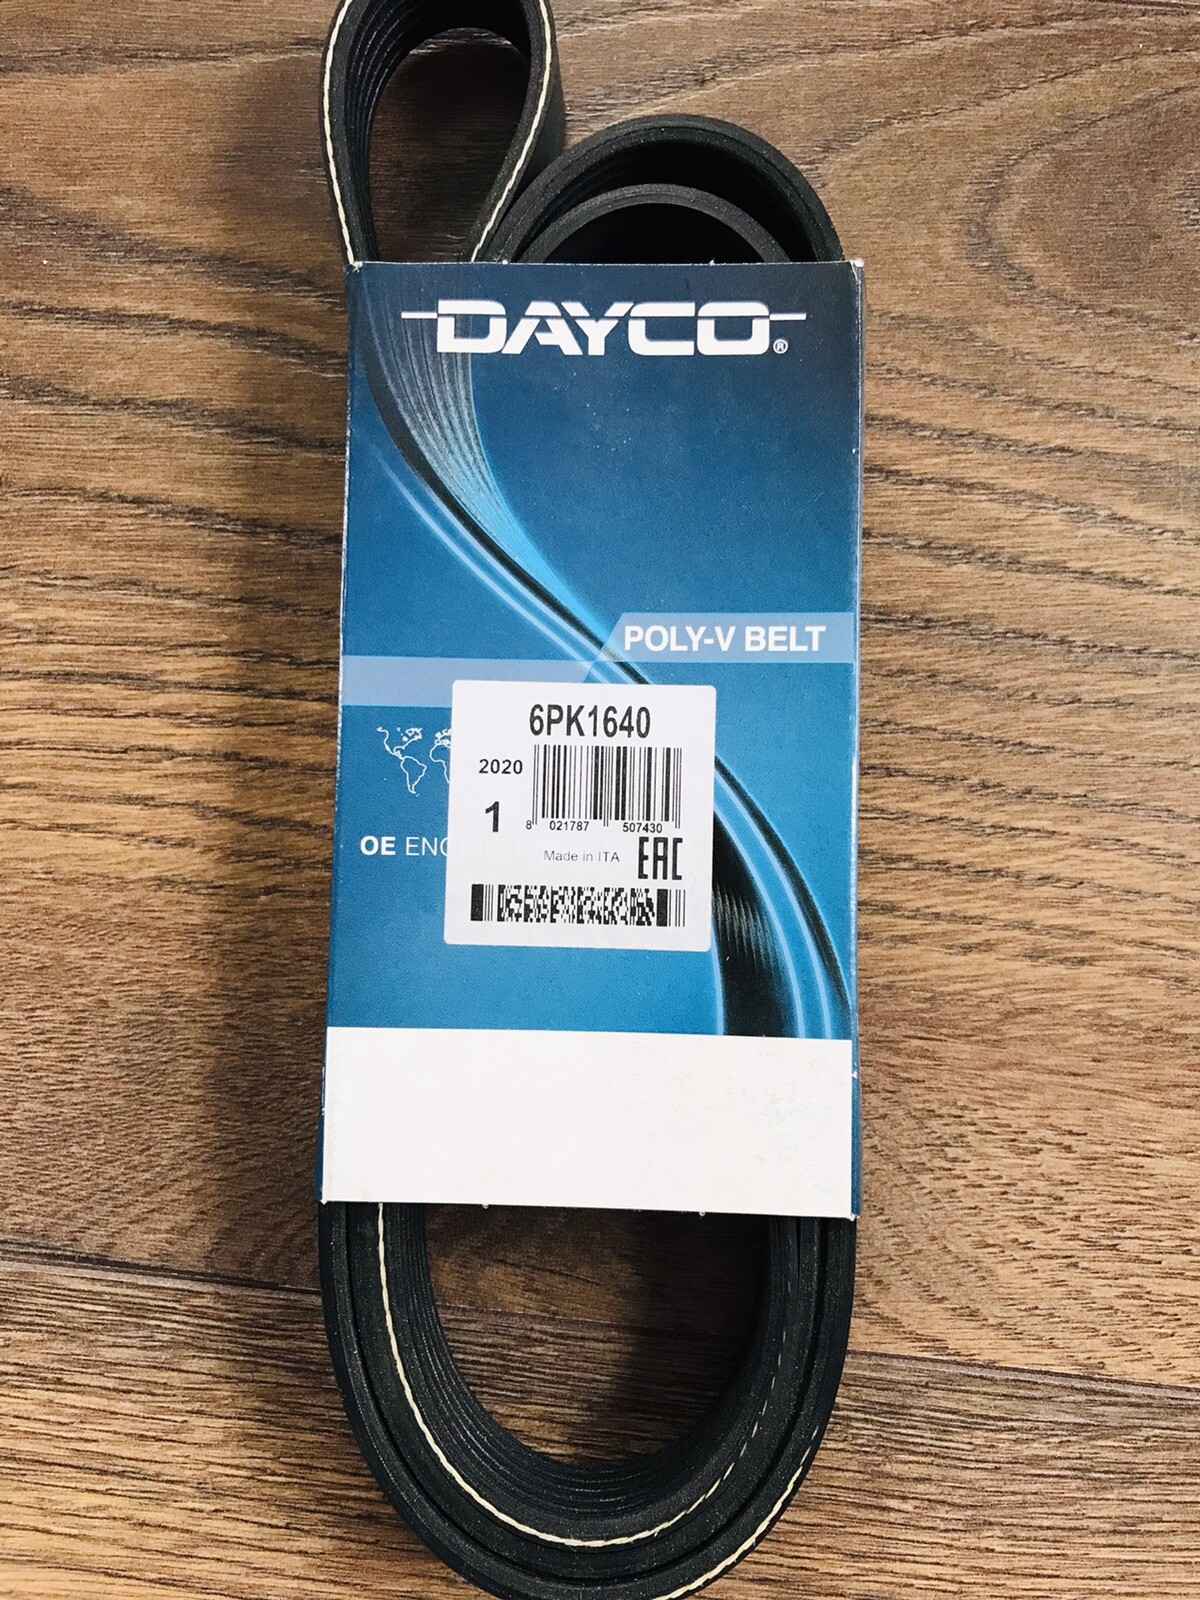 DAYCO®
POLY-V BELT
6PK1640
2020
1
8 021787 507430
OE
Made in ITA
EAC